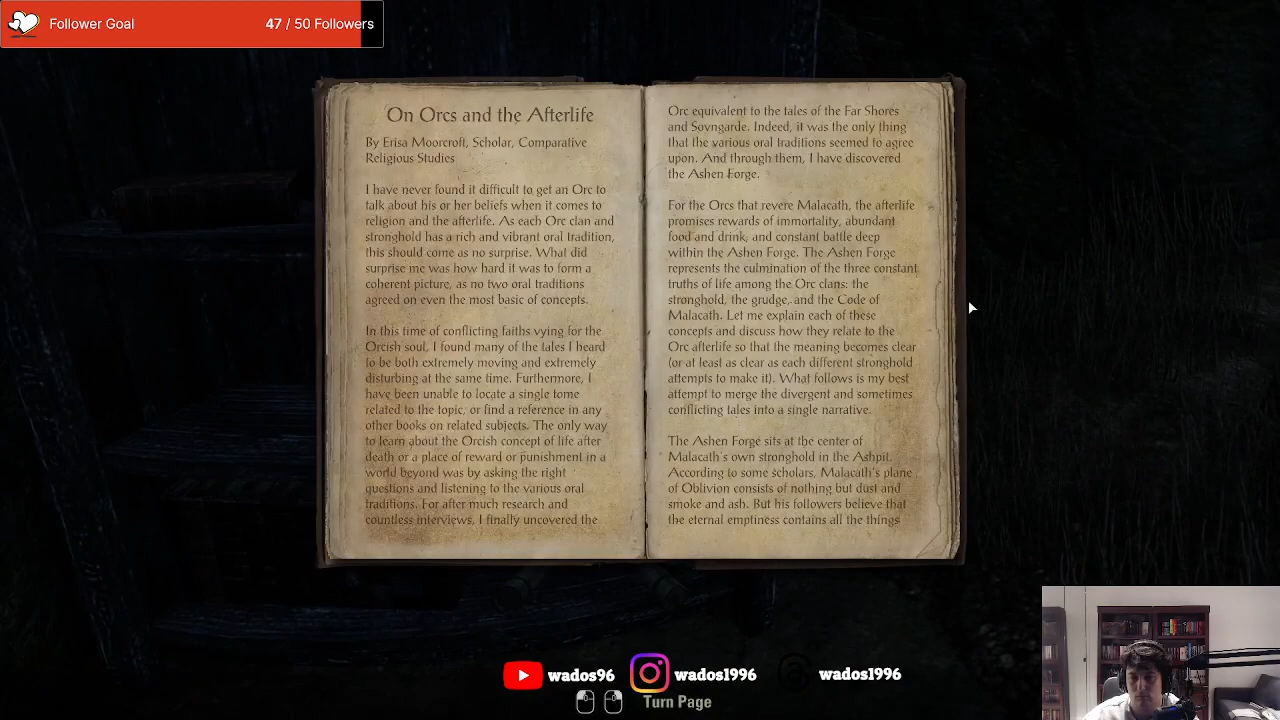 Follower Goal
47 / 50 Followers
On Orcs and the Afterlife
By Erisa Moorcroft, Scholar, Comparative
Religious Studies
I have never found it difficult to get an Orc to
talk about his or her beliefs when it comes to
religion and the afterlife. As each Orc clan and
stronghold has a rich and vibrant oral tradition,
this should come as no surprise. What did
surprise me was how hard it was to form a
coherent picture, as no two oral traditions
agreed on even the most basic of concepts.
In this time of conflicting faiths vying for the
Orcish soul, I found many of the tales I heard
to be both extremely moving and extremely
disturbing at the same time. Furthermore, I
have been unable to locate a single tome
related to the topic, or find a reference in any
other books on related subjects. The only way
to learn about the Orcish concept of life after
death or a place of reward or punishment in a
world beyond was by asking the right
questions and listening to the various oral
traditions. For after much research and
countless interviews, I finally uncovered the
Orc equivalent to the tales of the Far Shores
and Sovngarde. Indeed, it was the only thing
that the various oral traditions seemed to agree
upon. And through them, I have discovered
the Ashen Forge.
For the Orcs that revere Malacath, the afterlife
promises rewards of immortality, abundant
food and drink, and constant battle deep
within the Ashen Forge. The Ashen Forge
represents the culmination of the three constant
truths of life among the Orc clans: the
stronghold, the grudge, and the Code of
Malacath. Let me explain each of these
concepts and discuss how they relate to the
Orc afterlife so that the meaning becomes clear
(or at least as clear as each different stronghold
attempts to make it). What follows is my best
attempt to merge the divergent and sometimes
conflicting tales into a single narrative.
The Ashen Forge sits at the center of
Malacath's own stronghold in the Ashpit.
According to some scholars, Malacath's plane
of Oblivion consists of nothing but dust and
smoke and ash. But his followers believe that
the eternal emptiness contains all the things
wados96 wados1996 wados1996
Turn Page